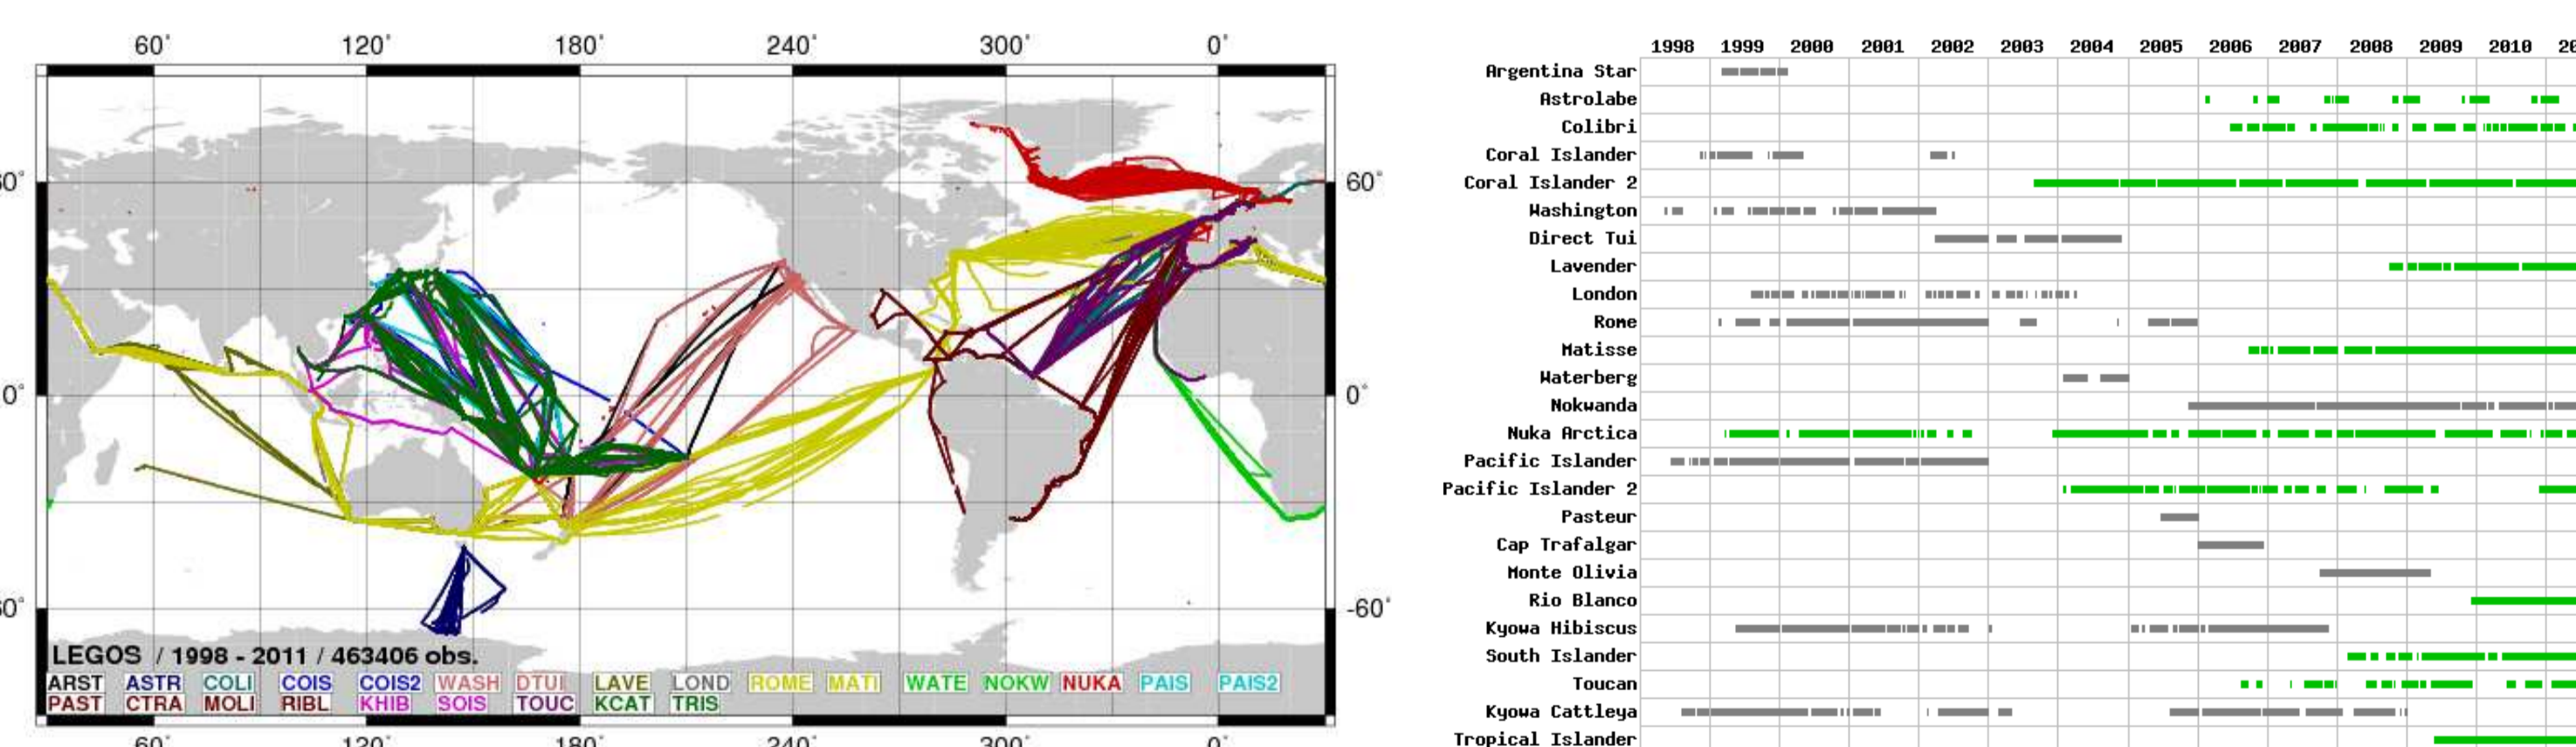 60° 120° 180° 240° 300° 0°
60°
0° 0°
-60°
LEGOS / 1998 - 2011 / 463406 obs.
ARST ASTR COLI COIS COIS2 WASH DTUI LAVE LOND ROME MATI WATE NOKW NUKA PAIS PAIS2
PAST CTRA MOLI RIBL KHIB SOIS TOUC KCAT TRIS
60° 120° 180° 240° 300° 0°
1998 1999 2000 2001 2002 2003 2004 2005 2006 2007 2008 2009 2010
Argentina Star
Astrolabe
Colibri
Coral Islander
Coral Islander 2
Washington
Direct Tui
Lavender
London
Rome
Matisse
Waterberg
Nokwanda
Nuka Arctica
Pacific Islander
Pacific Islander 2
Pasteur
Cap Trafalgar
Monte Olivia
Rio Blanco
Kyowa Hibiscus
South Islander
Toucan
Kyowa Cattleya
Tropical Islander